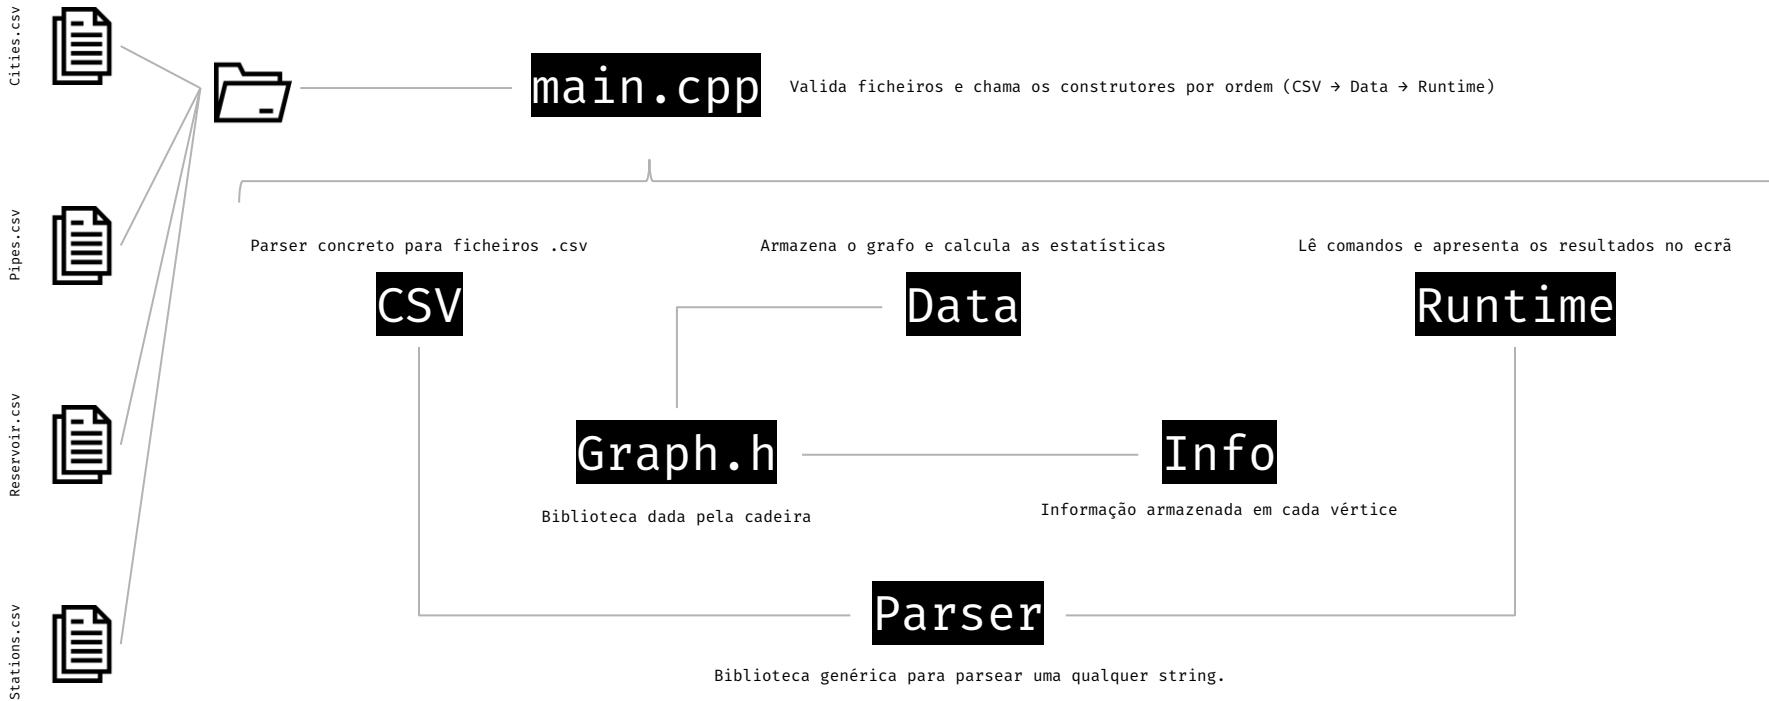 Cities.csv
main.cpp
Valida ficheiros e chama os construtores por ordem (CSV → Data → Runtime)
Pipes.csv
Parser concreto para ficheiros .csv
Armazena o grafo e calcula as estatísticas
Lê comandos e apresenta os resultados no ecrã
CSV
Data
Runtime
Reservoir.csv
Graph.h
Info
Biblioteca dada pela cadeira
Informação armazenada em cada vértice
Stations.csv
Parser
Biblioteca genérica para parsear uma qualquer string.